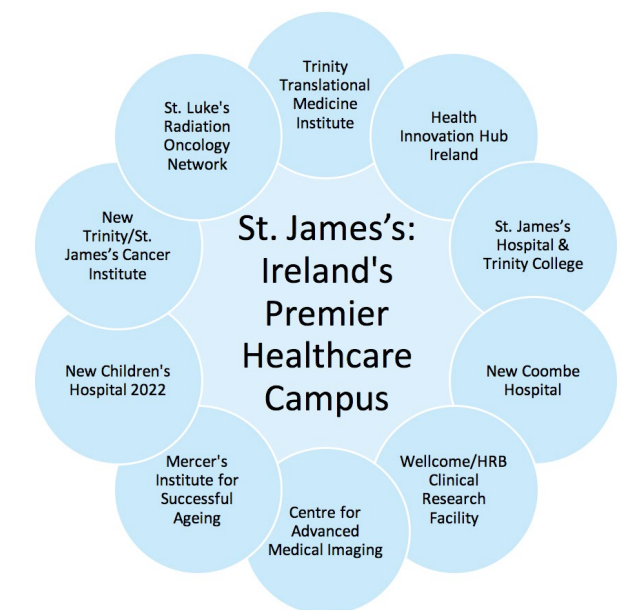 Trinity
Translational
Medicine
Institute
Health
Innovation Hub
Ireland
St. James’s
Hospital &
Trinity College
New Coombe
Hospital
Wellcome/HRB
Clinical
Research
Facility
Centre for
Advanced
Medical Imaging
Mercer's
Institute for
Successful
Ageing
New Children's
Hospital 2022
New
Trinity/St.
James’s Cancer
Institute
St. Luke's
Radiation
Oncology
Network
St. James’s:
Ireland's
Premier
Healthcare
Campus